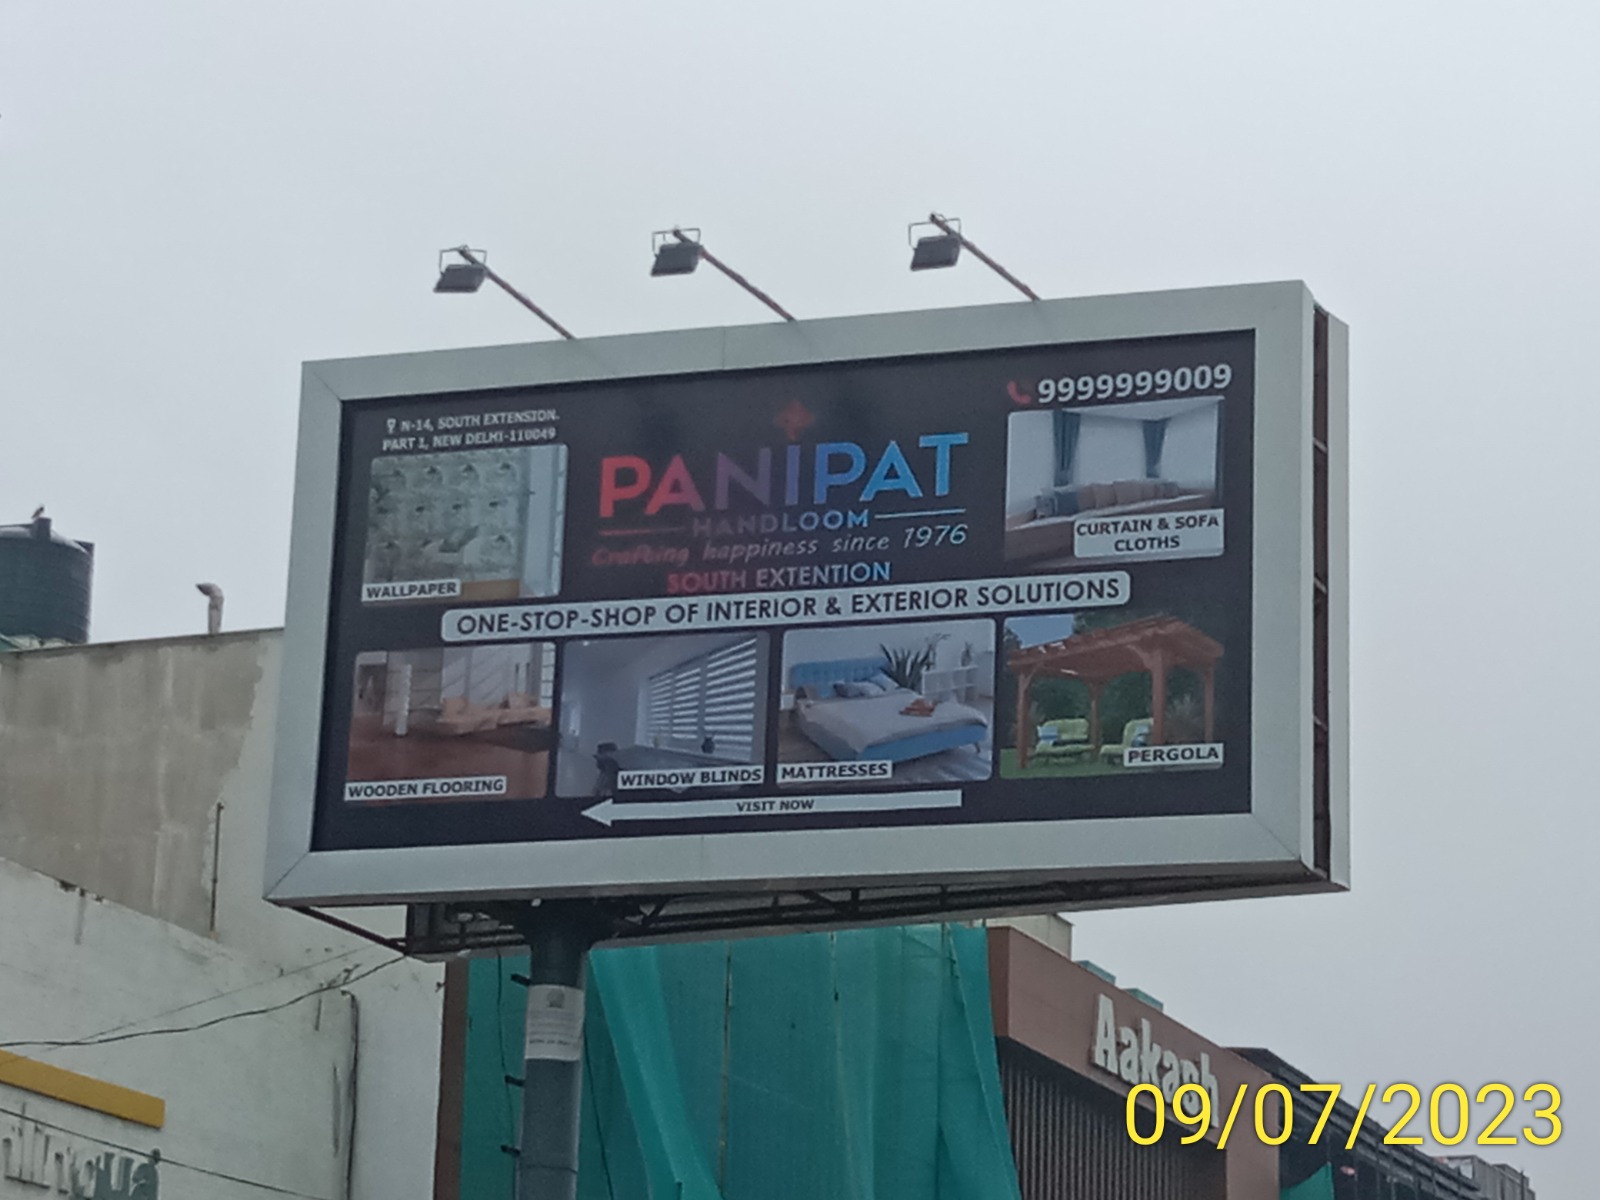 N-14, SOUTH EXTENSION.
PART 1, NEW DELHI-110049
9999999009
PANIPAT
HANDLOOM
Crafting happiness since 1976
SOUTH EXTENTION
CURTAIN & SOFA
CLOTHS
WALLPAPER
ONE-STOP-SHOP OF INTERIOR & EXTERIOR SOLUTIONS
WOODEN FLOORING
WINDOW BLINDS
MATTRESSES
PERGOLA
VISIT NOW
Aakash
09/07/2023